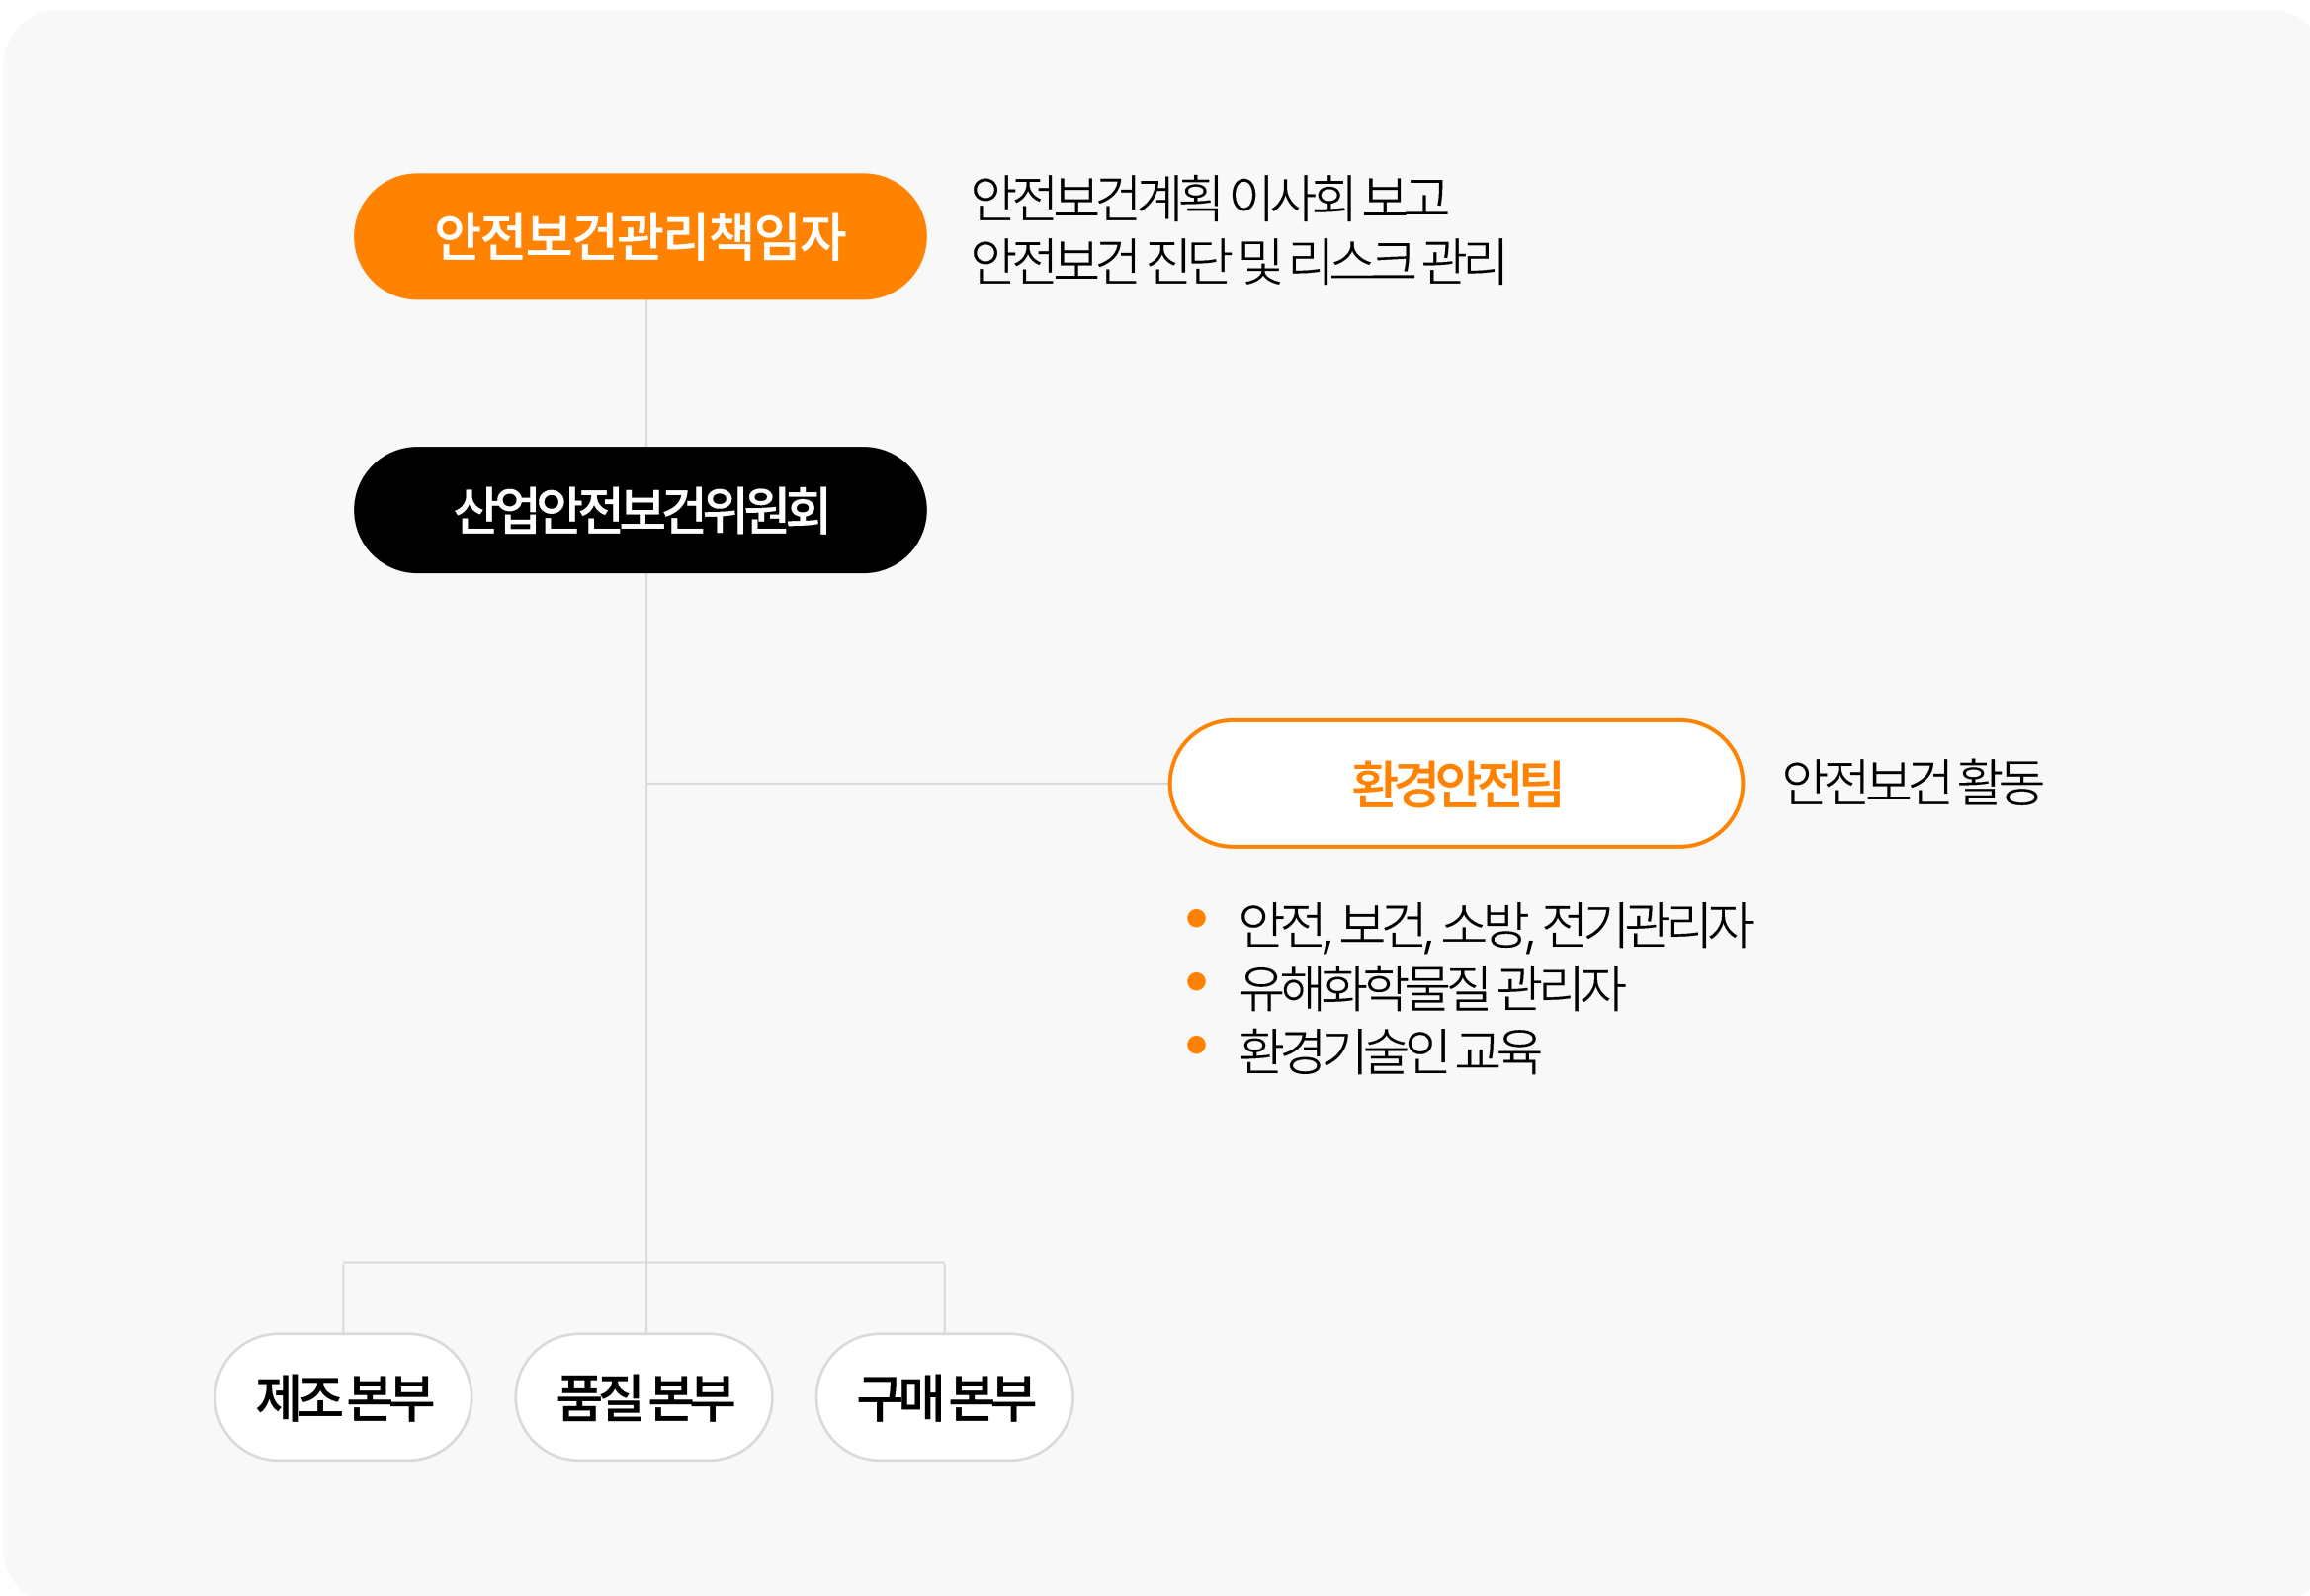 안전보건관리책임자
안전보건계획 이사회 보고
안전보건 진단 및 리스크 관리
산업안전보건위원회
환경안전팀
안전보건 활동
안전, 보건, 소방, 전기관리자
유해화학물질 관리자
환경기술인 교육
제조 본부
품질 본부
구매 본부